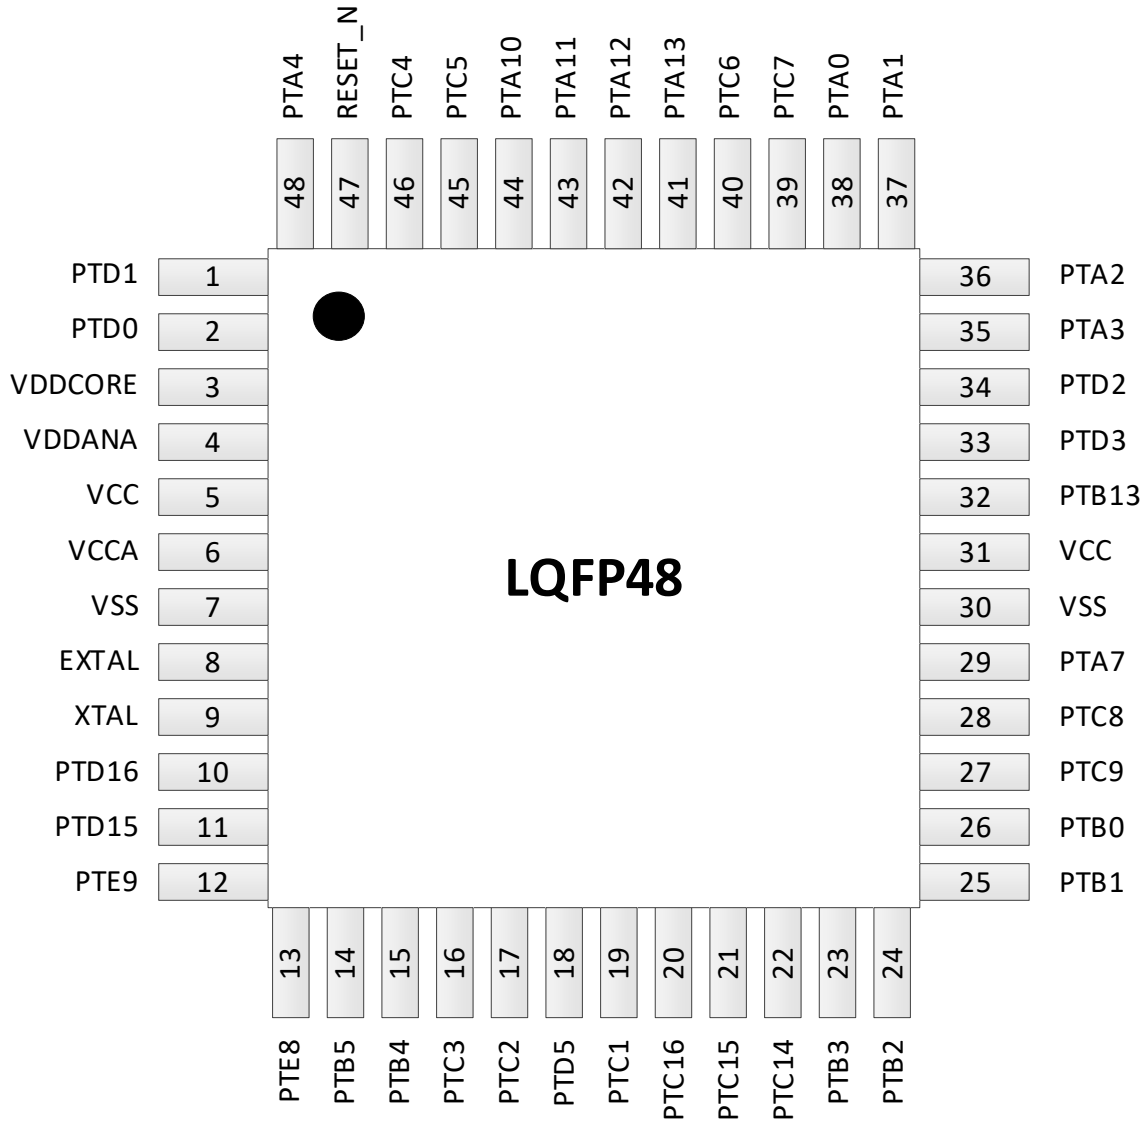 PTA4 RESET_N PTC4 PTC5 PTA10 PTA11 PTA12 PTA13 PTC6 PTC7 PTA0 PTA1
48 47 46 45 44 43 42 41 40 39 38 37
PTD1 1 36 PTA2
PTD0 2 35 PTA3
VDDCORE 3 34 PTD2
VDDANA 4 33 PTD3
VCC 5 32 PTB13
VCCA 6 31 VCC
LQFP48
VSS 7 30 VSS
EXTAL 8 29 PTA7
XTAL 9 28 PTC8
PTD16 10 27 PTC9
PTD15 11 26 PTB0
PTE9 12 25 PTB1
13 14 15 16 17 18 19 20 21 22 23 24
PTE8 PTB5 PTB4 PTC3 PTC2 PTD5 PTC1 PTC16 PTC15 PTC14 PTB3 PTB2